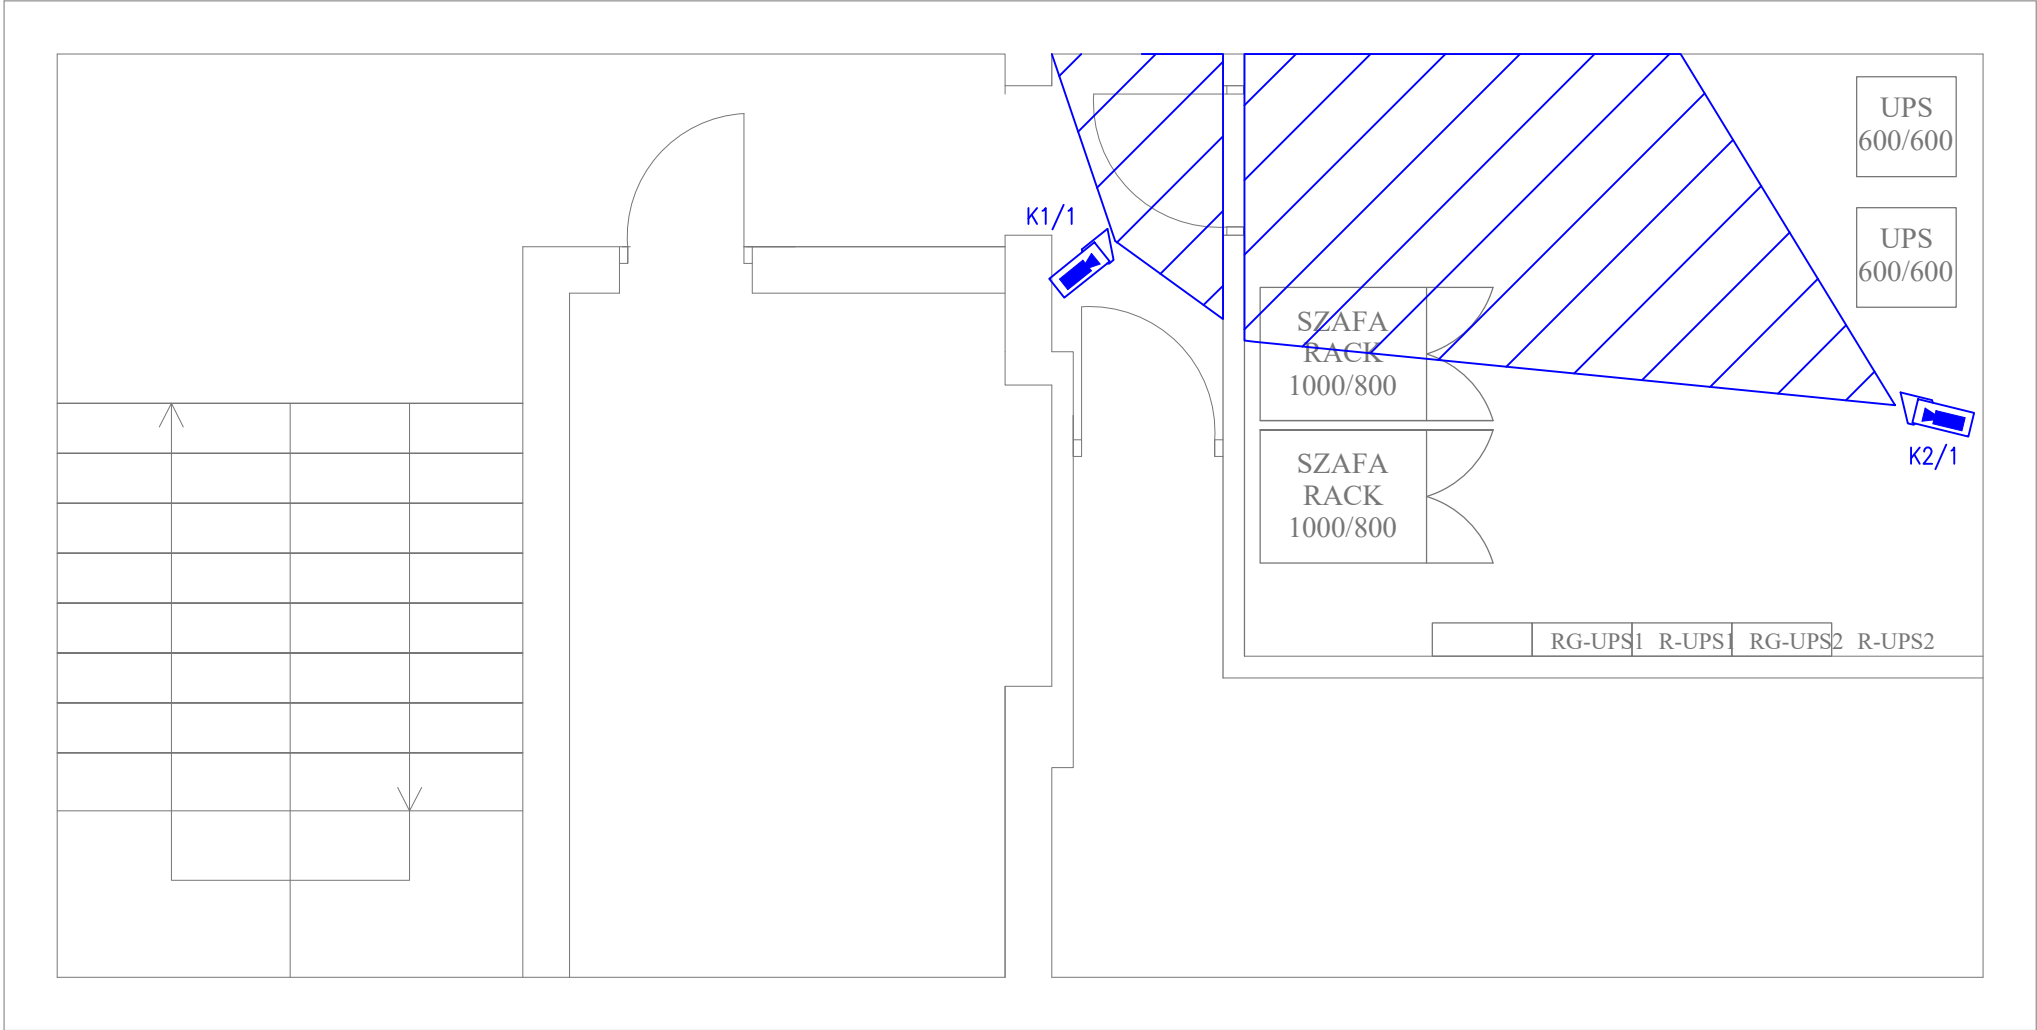 UPS
600/600
K1/1
UPS
600/600
SZAFA
RACK
1000/800
K2/1
SZAFA
RACK
1000/800
RG-UPS1 R-UPS1 RG-UPS2 R-UPS2